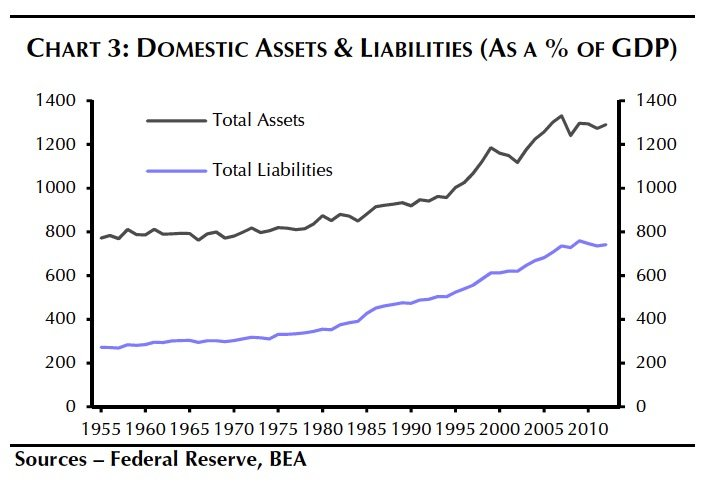 CHART 3: DOMESTIC ASSETS & LIABILITIES (AS A % OF GDP)
1400 1400
Total Assets
1200 1200
Total Liabilities
1000 1000
800 800
600 600
400 400
200 200
0 0
1955 1960 1965 1970 1975 1980 1985 1990 1995 2000 2005 2010
Sources – Federal Reserve, BEA